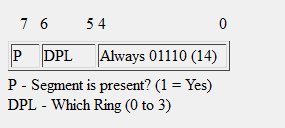 7 6 5 4 0
P DPL Always 01110 (14)
P - Segment is present? (1 = Yes)
DPL - Which Ring (0 to 3)